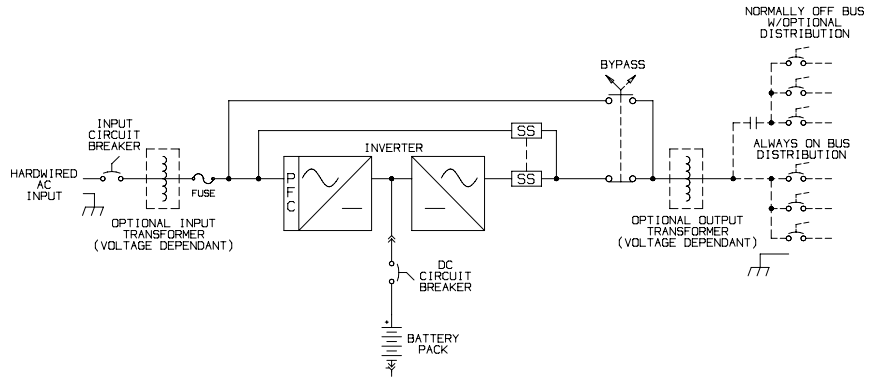 NORMALLY OFF BUS
W/OPTIONAL
DISTRIBUTION
BYPASS
INPUT
CIRCUIT
BREAKER
SS
INVERTER
ALWAYS ON BUS
DISTRIBUTION
HARDWIRED
AC
INPUT
FUSE
PFC
SS
OPTIONAL INPUT
TRANSFORMER
(VOLTAGE DEPENDANT)
OPTIONAL OUTPUT
TRANSFORMER
(VOLTAGE DEPENDANT)
DC
CIRCUIT
BREAKER
+
BATTERY
PACK